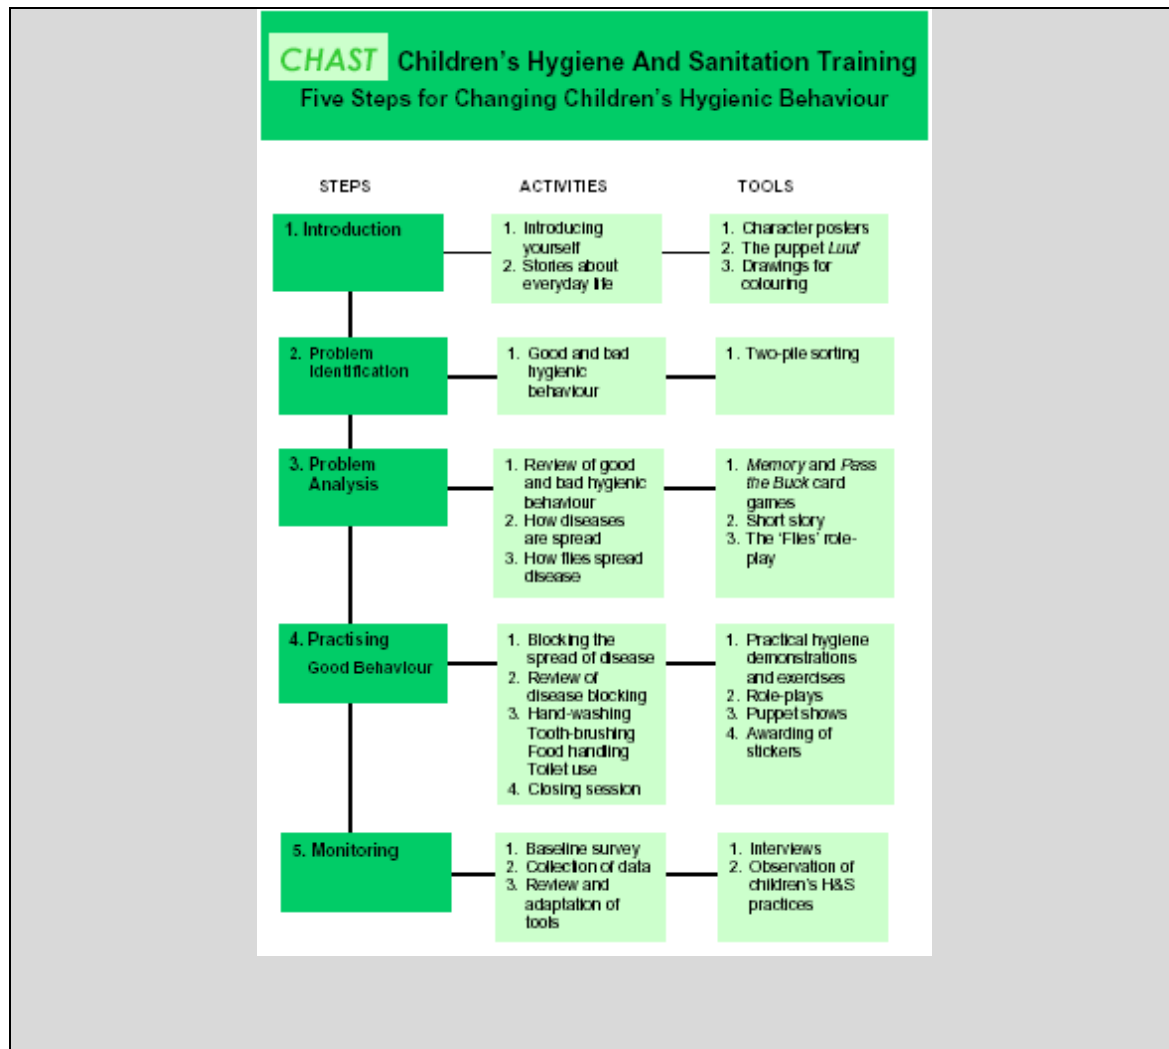 CHAST Children's Hygiene And Sanitation Training
Five Steps for Changing Children's Hygienic Behaviour
STEPS
ACTIVITIES
TOOLS
1. Introduction
1. Introducing
yourself
2. Stories about
everyday life
1. Character posters
2. The puppet Luuf
3. Drawings for
colouring
2. Problem
Identification
1. Good and bad
hygienic
behaviour
1. Two-pile sorting
3. Problem
Analysis
1. Review of good
and bad hygienic
behaviour
2. How diseases
are spread
3. How flies spread
disease
1. Memory and Pass
the Buck card
games
2. Short story
3. The 'Flies' role-
play
4. Practising
Good Behaviour
1. Blocking the
spread of disease
2. Review of
disease blocking
3. Hand-washing
Tooth-brushing
Food handling
Toilet use
4. Closing session
1. Practical hygiene
demonstrations
and exercises
2. Role-plays
3. Puppet shows
4. Awarding of
stickers
5. Monitoring
1. Baseline survey
2. Collection of data
3. Review and
adaptation of
tools
1. Interviews
2. Observation of
children's H&S
practices